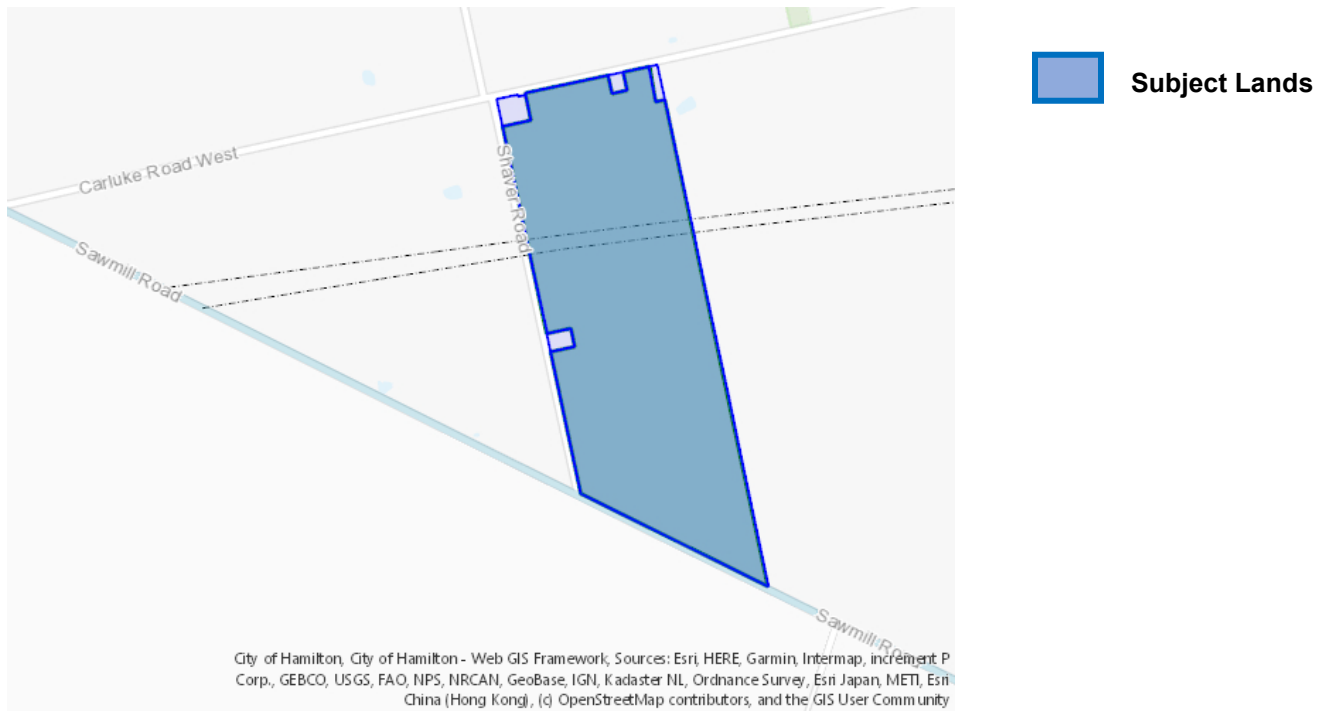 Subject Lands
Carluke Road West
Shaver Road
Sawmill Road
Sawmill Road
City of Hamilton, City of Hamilton - Web GIS Framework, Sources: Esri, HERE, Garmin, Intermap, increment P
Corp., GEBCO, USGS, FAO, NPS, NRCAN, GeoBase, IGN, Kadaster NL, Ordnance Survey, Esri Japan, METI, Esri
China (Hong Kong), (c) OpenStreetMap contributors, and the GIS User Community